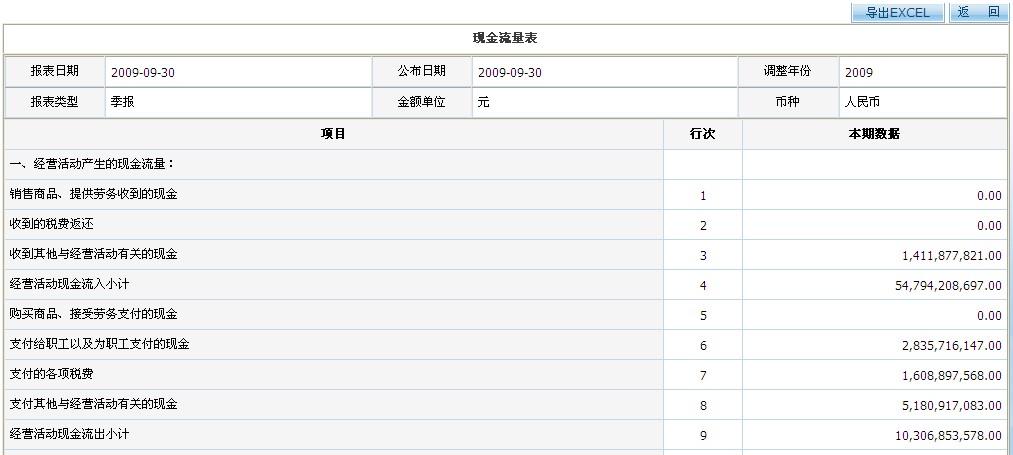 导出EXCEL 返 回
现金流量表
报表日期 2009-09-30 公布日期 2009-09-30 调整年份 2009
报表类型 季报 金额单位 元 币种 人民币
项目 行次 本期数据
一、经营活动产生的现金流量：
销售商品、提供劳务收到的现金 1 0.00
收到的税费返还 2 0.00
收到其他与经营活动有关的现金 3 1,411,877,821.00
经营活动现金流入小计 4 54,794,208,697.00
购买商品、接受劳务支付的现金 5 0.00
支付给职工以及为职工支付的现金 6 2,835,716,147.00
支付的各项税费 7 1,608,897,568.00
支付其他与经营活动有关的现金 8 5,180,917,083.00
经营活动现金流出小计 9 10,306,853,578.00